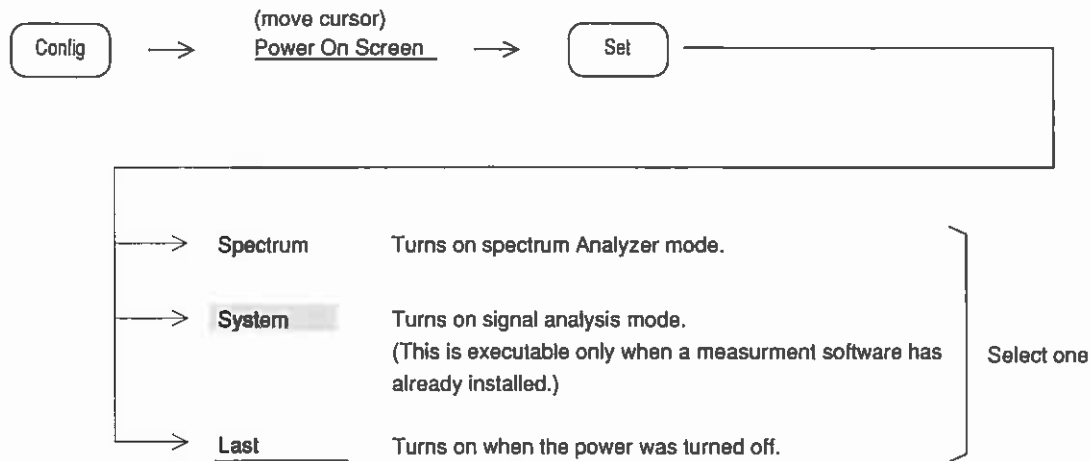 (move cursor)
Config
Power On Screen
Set
Spectrum Turns on spectrum Analyzer mode.
System Turns on signal analysis mode.
(This is executable only when a measurment software has
already installed.)
Select one
Last Turns on when the power was turned off.